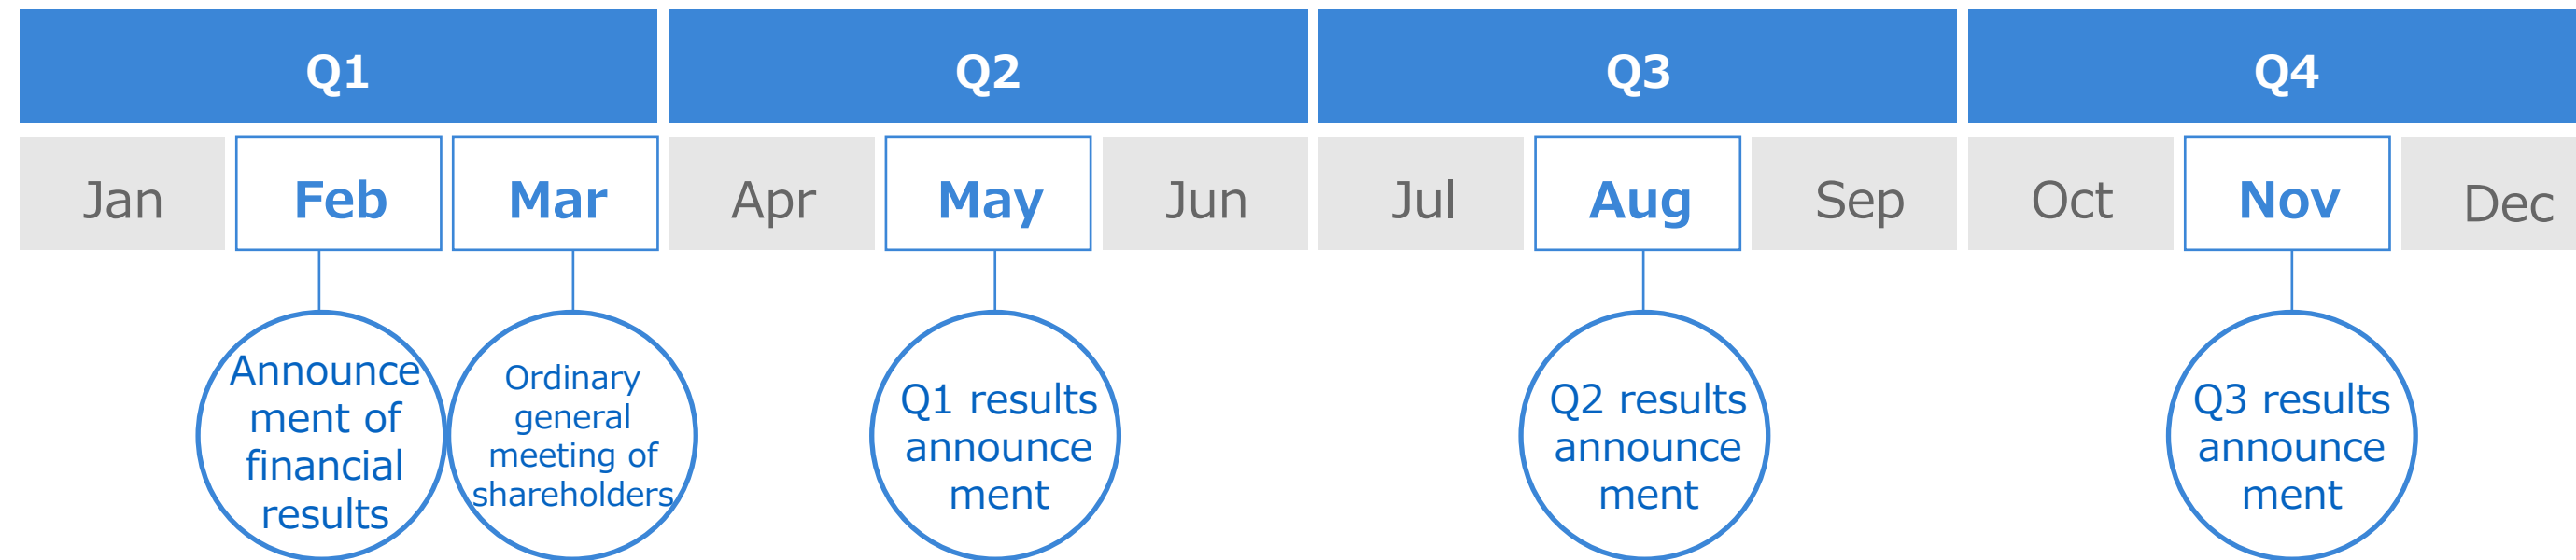 Q1
Q2
Q3
Q4
Jan
Feb
Mar
Apr
May
Jun
Jul
Aug
Sep
Oct
Nov
Dec
Announce
ment of
financial
results
Ordinary
general
meeting of
shareholders
Q1 results
announce
ment
Q2 results
announce
ment
Q3 results
announce
ment